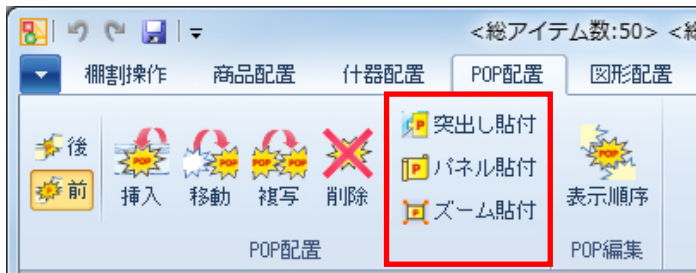 <総アイテム数:50> <総
棚割操作 商品配置 什器配置 POP配置 図形配置
後 前
挿入 移動 複写 削除
突出し貼付
パネル貼付
ズーム貼付
表示順序
POP配置 POP編集